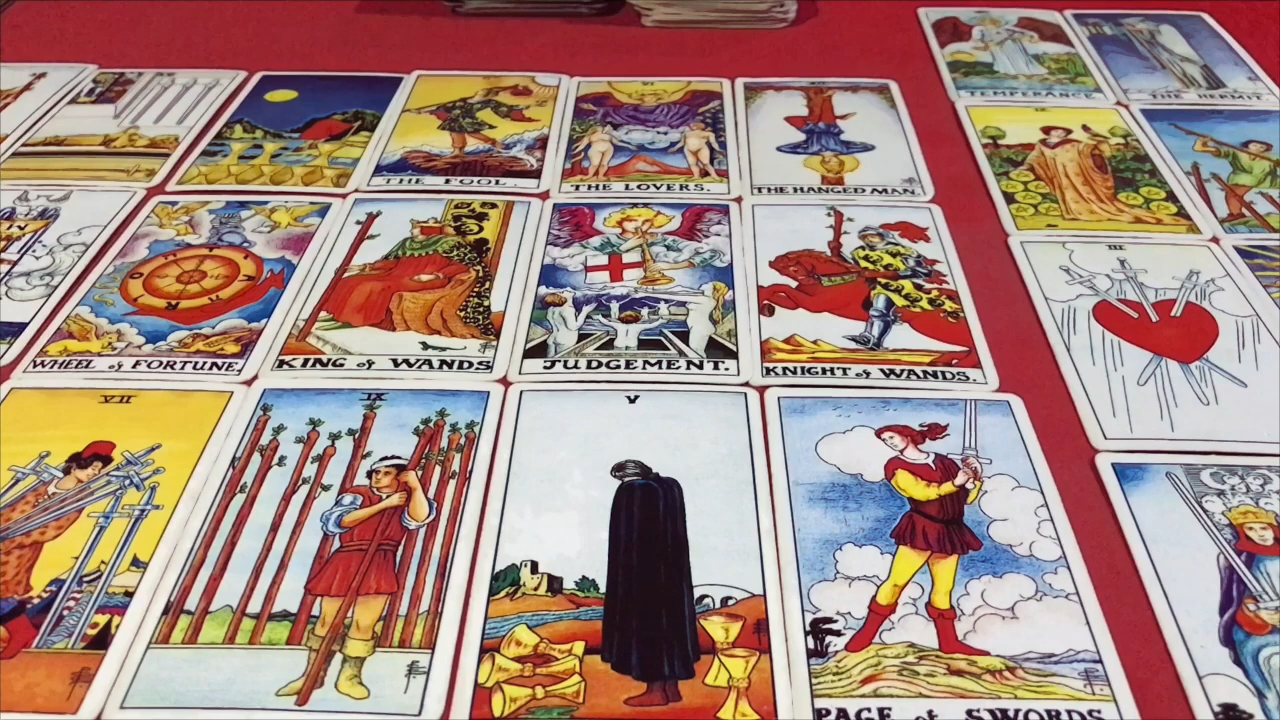 TEMPERANCE.
THE HERMIT.
VI
THE FOOL.
THE LOVERS.
THE HANGED MAN.
III
WHEEL of FORTUNE.
KING of WANDS
JUDGEMENT.
KNIGHT of WANDS.
VII
IX
V
PAGE of SWORDS